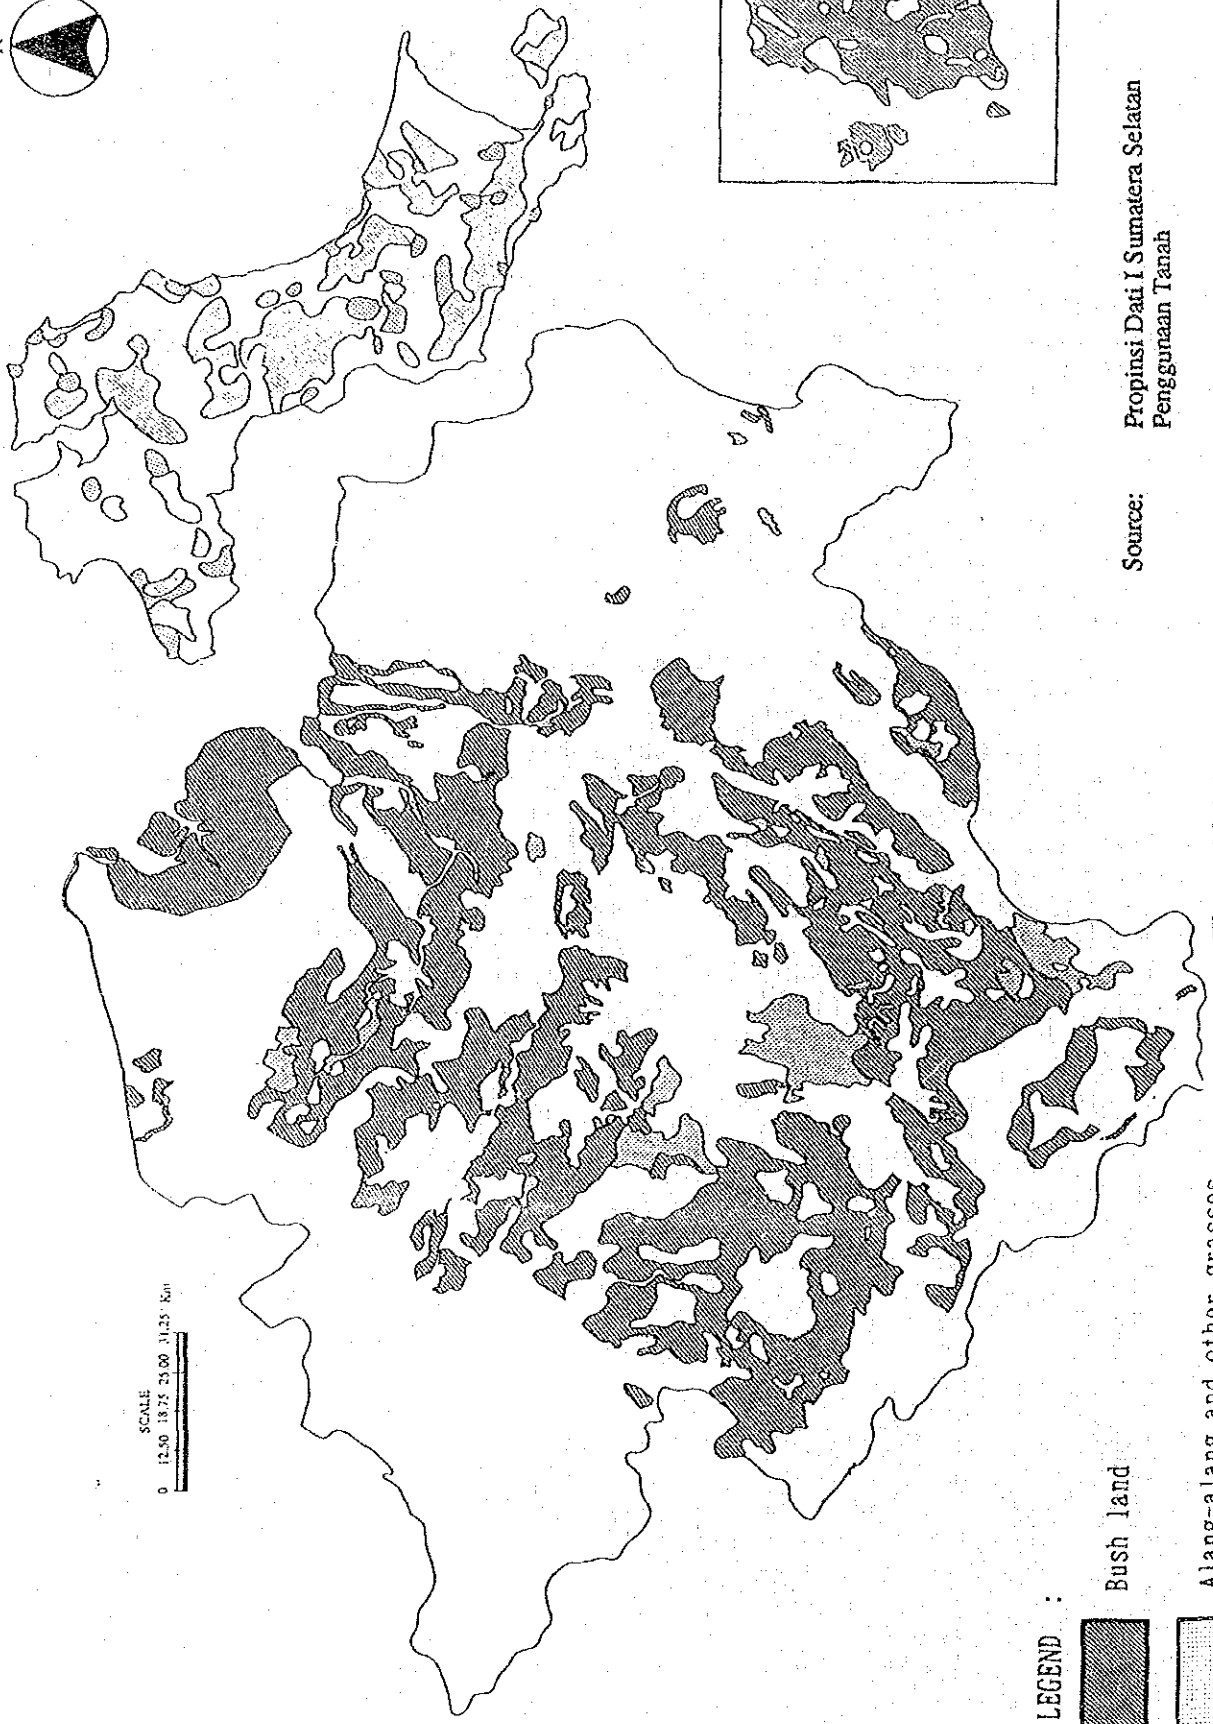 SCALE
0 12.50 18.75 25.00 31.25 Km
LEGEND :
Bush land
Alang-alang and other grasses
Source: Propinsi Dati I Sumatera Selatan
Penggunaan Tanah